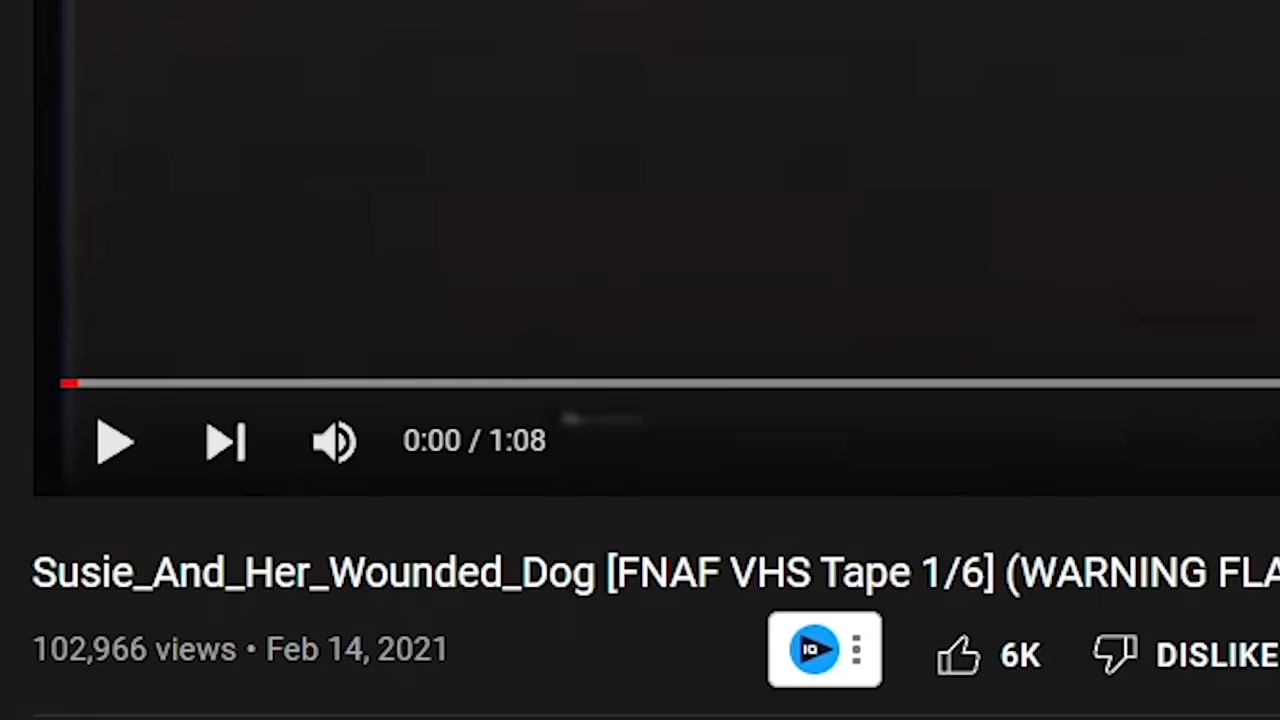 0:00 / 1:08
Susie_And_Her_Wounded_Dog [FNAF VHS Tape 1/6] (WARNING FLA
102,966 views • Feb 14, 2021
ID
6K
DISLIKE